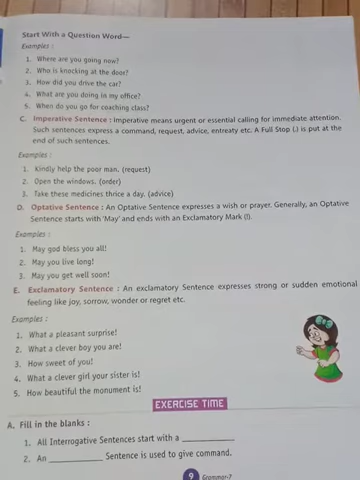 Start With a Question Word—
Examples :
1. Where are you going now?
2. Who is knocking at the door?
3. How did you drive the car?
4. What are you doing in my office?
5. When do you go for coaching class?
C. Imperative Sentence : Imperative means urgent or essential calling for immediate attention.
Such sentences express a command, request, advice, entreaty etc. A Full Stop (.) is put at the
end of such sentences.
Examples :
1. Kindly help the poor man. (request)
2. Open the windows. (order)
3. Take these medicines thrice a day. (advice)
D. Optative Sentence : An Optative Sentence expresses a wish or prayer. Generally, an Optative
Sentence starts with 'May' and ends with an Exclamatory Mark (!).
Examples :
1. May god bless you all!
2. May you live long!
3. May you get well soon!
E. Exclamatory Sentence : An exclamatory Sentence expresses strong or sudden emotional
feeling like joy, sorrow, wonder or regret etc.
Examples :
1. What a pleasant surprise!
2. What a clever boy you are!
3. How sweet of you!
4. What a clever girl your sister is!
5. How beautiful the monument is!
EXERCISE TIME
A. Fill in the blanks :
1. All Interrogative Sentences start with a ____________.
2. An ____________ Sentence is used to give command.
9 Grammar-7